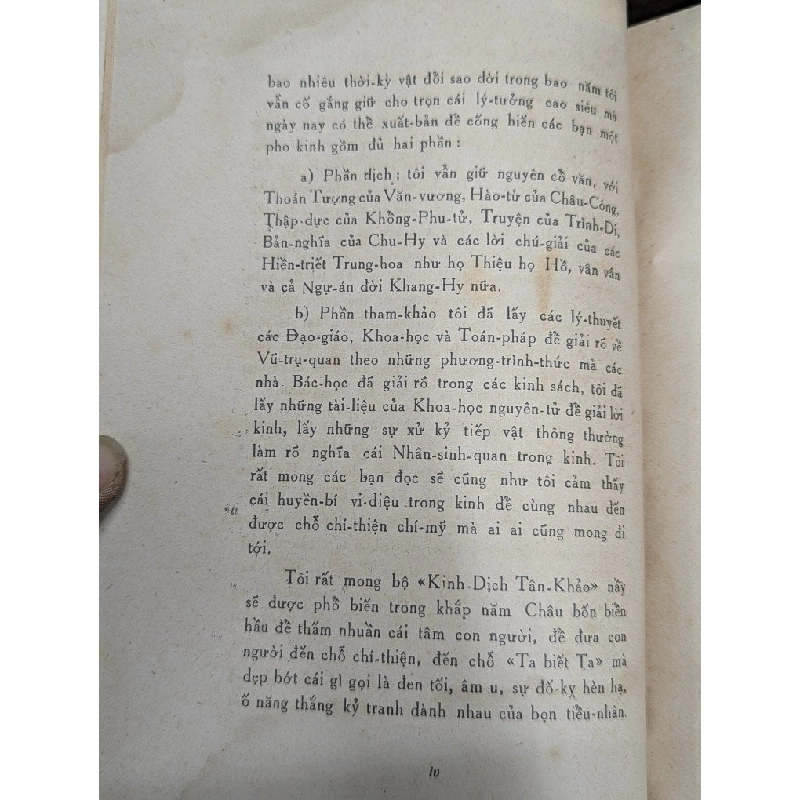 bao nhiêu thời-kỳ vật đổi sao dời trong bao năm tôi
vẫn cố gắng giữ cho trọn cái lý-tưởng cao siêu mà
ngày nay có thể xuất-bản để cống hiến các bạn một
pho kinh gồm đủ hai phần :
a) Phần dịch : tôi vẫn giữ nguyên cổ văn, với
Thoán Tượng của Văn-vương, Hào-từ của Châu-Công,
Thập-dực của Khổng-Phu-tử, Truyện của Trình-Di,
Bản-nghĩa của Chu-Hy và các lời chú-giải của các
Hiền-triết Trung-hoa như họ Thiệu họ Hồ, vân vân
và cả Ngự-án đời Khang-Hy nữa.
b) Phần tham-khảo tôi đã lấy các lý-thuyết
các Đạo-giáo, Khoa-học và Toán-pháp để giải rõ về
Vũ-trụ-quan theo những phương-trình-thức mà các
nhà. Bác-học đã giải rõ trong các kinh sách, tôi đã
lấy những tài-liệu của Khoa-học nguyên-tử để giải lời
kinh, lấy những sự xử kỷ tiếp vật thông thường
làm rõ nghĩa cái Nhân-sinh-quan trong kinh. Tôi
rất mong các bạn đọc sẽ cũng như tôi cảm thấy
cái huyền-bí vi-diệu trong kinh để cùng nhau đến
được chỗ chí-thiện chí-mỹ mà ai ai cũng mong đi
tới.
Tôi rất mong bộ «Kinh Dịch Tân-Khảo» nầy
sẽ được phổ biến trong khắp năm Châu bốn biển
hầu để thấm nhuần cái tâm con người, để đưa con
người đến chỗ chí-thiện, đến chỗ «Ta biết Ta» mà
dẹp bớt cái gì gọi là đen tối, âm u, sự đố-kỵ hèn-hạ,
ố năng thắng kỷ tranh dành nhau của bọn tiểu-nhân.
IV